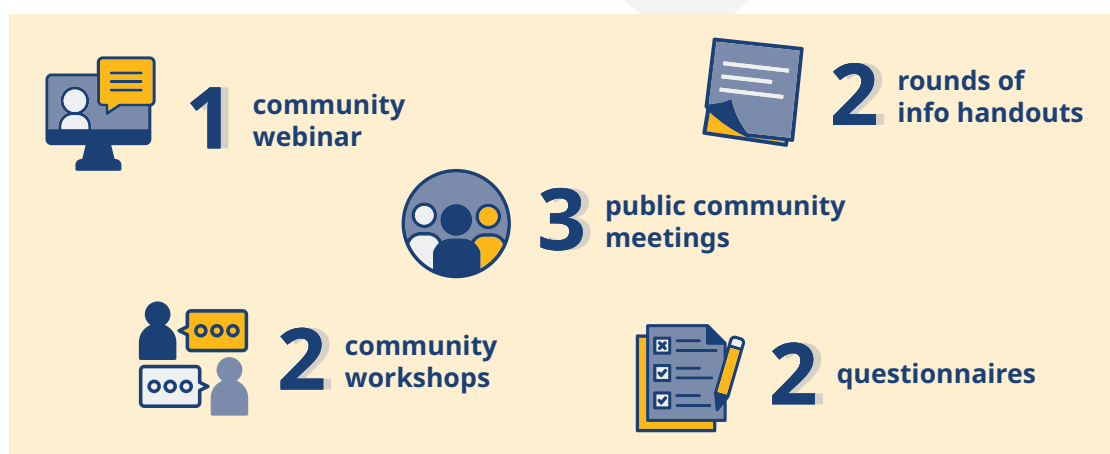 1
community
webinar
2
rounds of
info handouts
3
public community
meetings
2
community
workshops
2
questionnaires